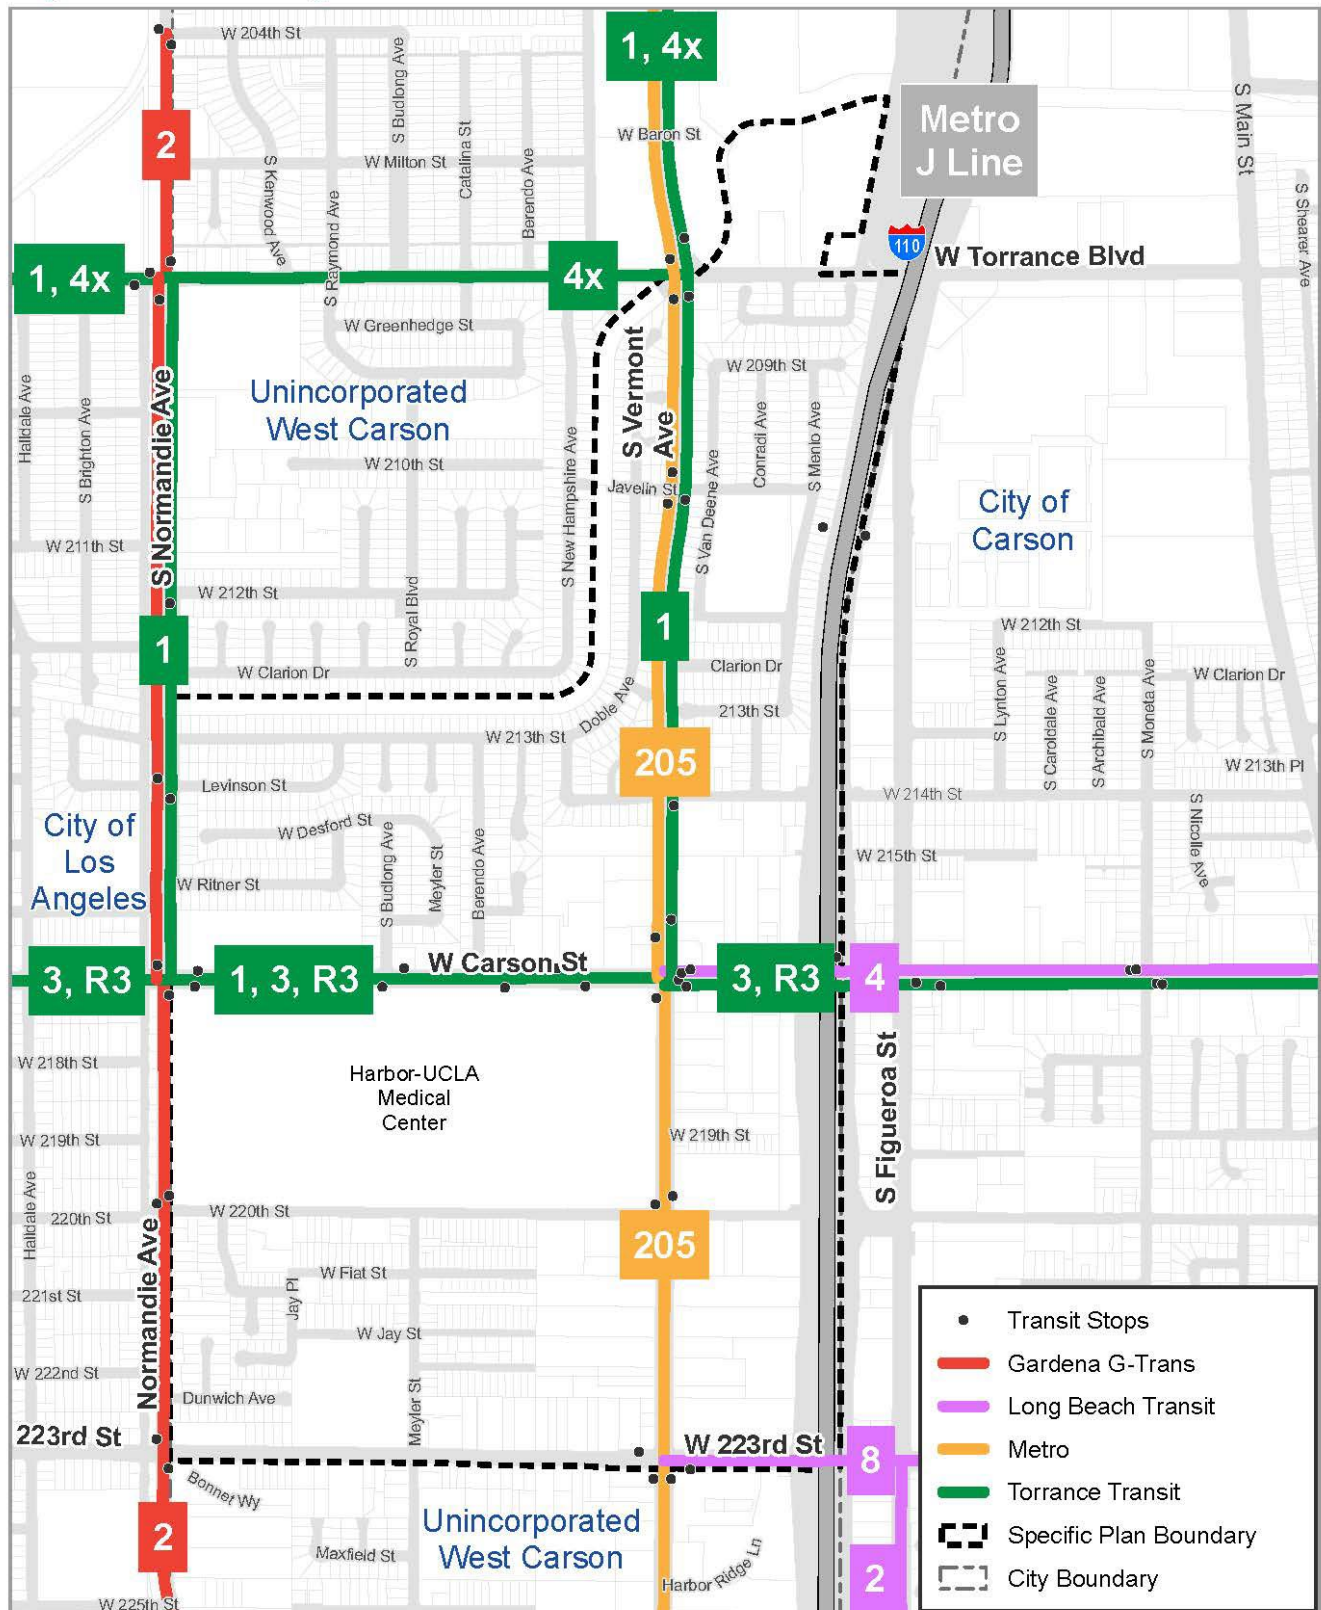 W 204th St
1, 4x
S Budlong Ave
S Main St
Metro
J Line
2
W Baron St
S Kenwood Ave
W Milton St
Catalina St
Berendo Ave
S Raymond Ave
S Shearer Ave
110
W Torrance Blvd
1, 4x
4x
W Greenhedge St
S Vermont
Ave
W 209th St
Halldale Ave
S Brighton Ave
S Normandie Ave
Unincorporated
West Carson
S New Hampshire Ave
Conradi Ave
S Menlo Ave
W 210th St
Javelin St
S Van Deene Ave
City of
Carson
W 211th St
W 212th St
S Royal Blvd
1
1
W 212th St
W Clarion Dr
Clarion Dr
S Lynton Ave
S Caroldale Ave
S Archibald Ave
S Moneta Ave
W Clarion Dr
Doble Ave
213th St
W 213th St
205
W 213th Pl
Levinson St
W 214th St
City of
Los
Angeles
W Desford St
S Budlong Ave
Meyler St
Berendo Ave
W 215th St
S Nicolle Ave
W Ritner St
W Carson St
3, R3
1, 3, R3
3, R3
4
W 218th St
Harbor-UCLA
Medical
Center
S Figueroa St
W 219th St
W 219th St
Halldale Ave
220th St
W 220th St
Normandie Ave
205
W Fiat St
221st St
Jay Pl
W Jay St
W 222nd St
Dunwich Ave
Meyler St
223rd St
W 223rd St
8
Bonnet Wy
2
Unincorporated
West Carson
Maxfield St
Harbor Ridge Ln
2
W 225th St
Transit Stops
Gardena G-Trans
Long Beach Transit
Metro
Torrance Transit
Specific Plan Boundary
City Boundary